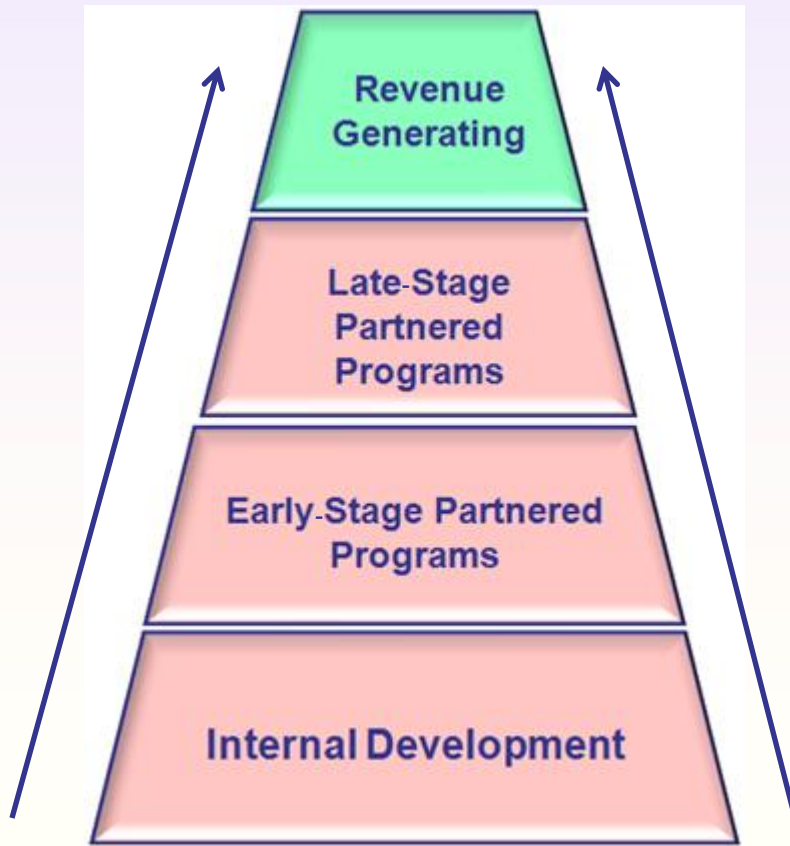 Revenue
Generating
Late-Stage
Partnered
Programs
Early-Stage Partnered
Programs
Internal Development